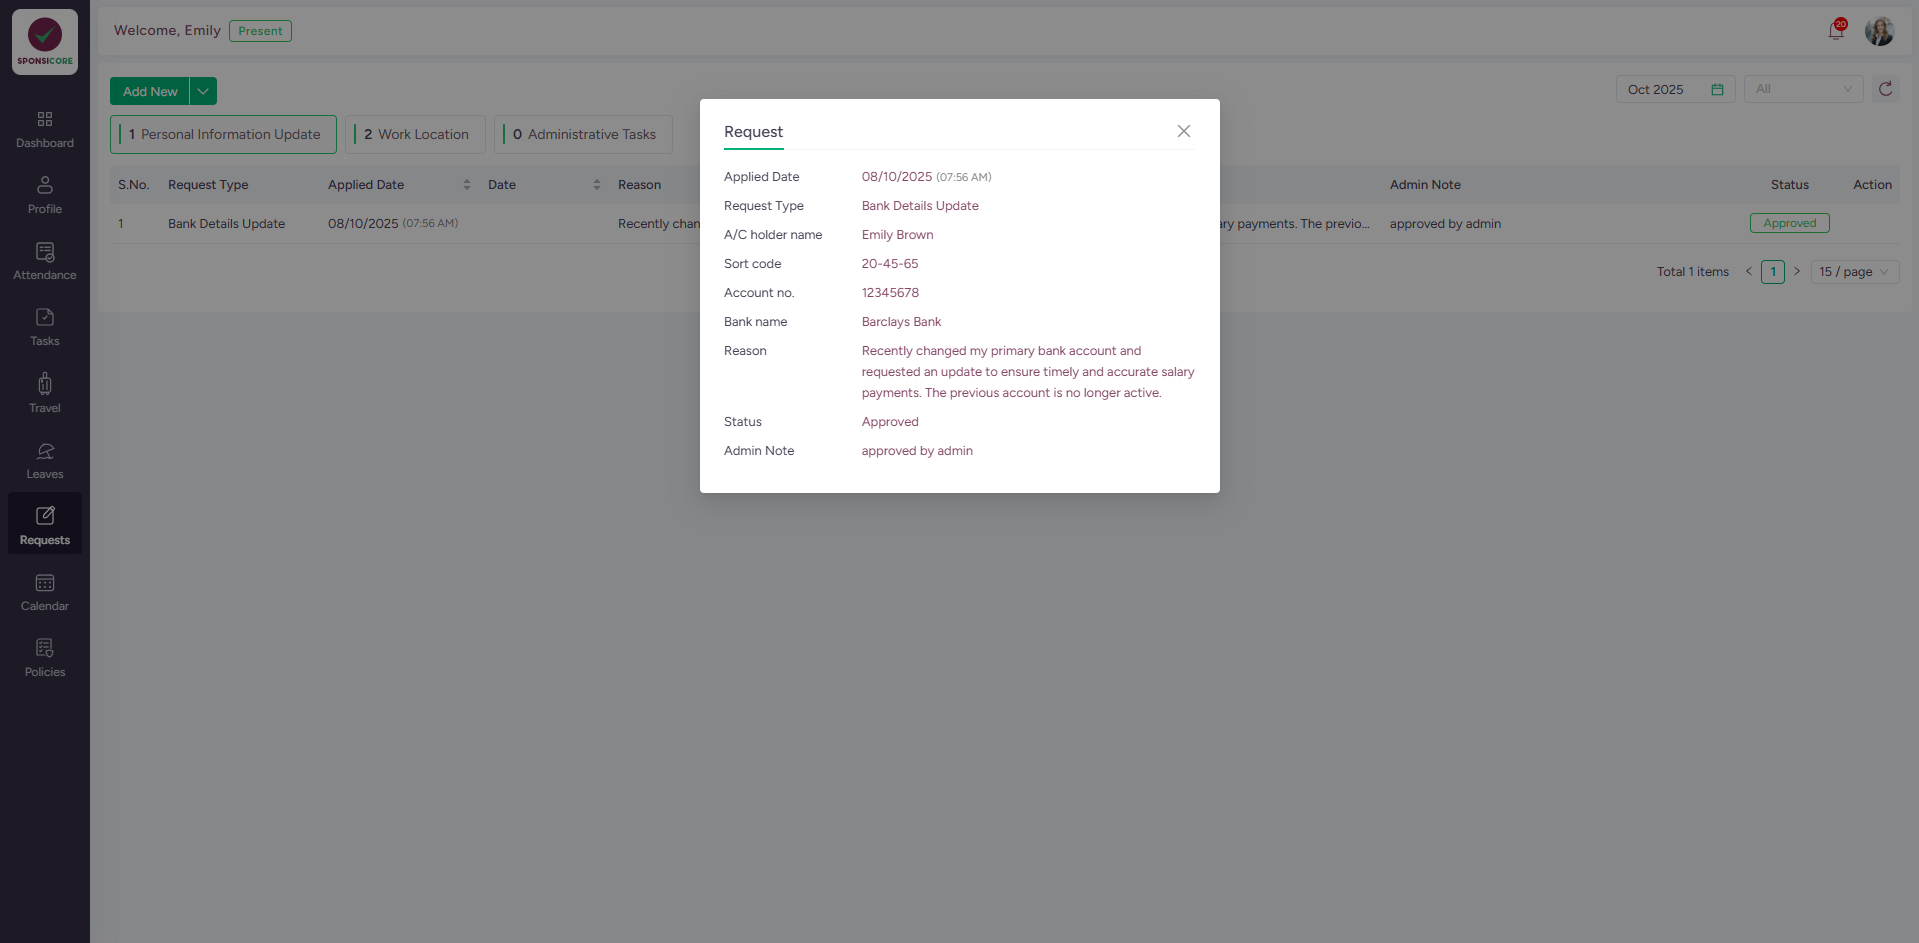 SPONSICORE
Welcome, Emily
Present
20
Add New
Oct 2025
All
1 Personal Information Update
2 Work Location
0 Administrative Tasks
S.No.
Request Type
Applied Date
Date
Reason
Admin Note
Status
Action
1
Bank Details Update
08/10/2025 (07:56 AM)
Recently chan
ary payments. The previo...
approved by admin
Approved
Total 1 items
1
15 / page
Dashboard
Profile
Attendance
Tasks
Travel
Leaves
Requests
Calendar
Policies
Request
Applied Date 08/10/2025 (07:56 AM)
Request Type Bank Details Update
A/C holder name Emily Brown
Sort code 20-45-65
Account no. 12345678
Bank name Barclays Bank
Reason Recently changed my primary bank account and
requested an update to ensure timely and accurate salary
payments. The previous account is no longer active.
Status Approved
Admin Note approved by admin